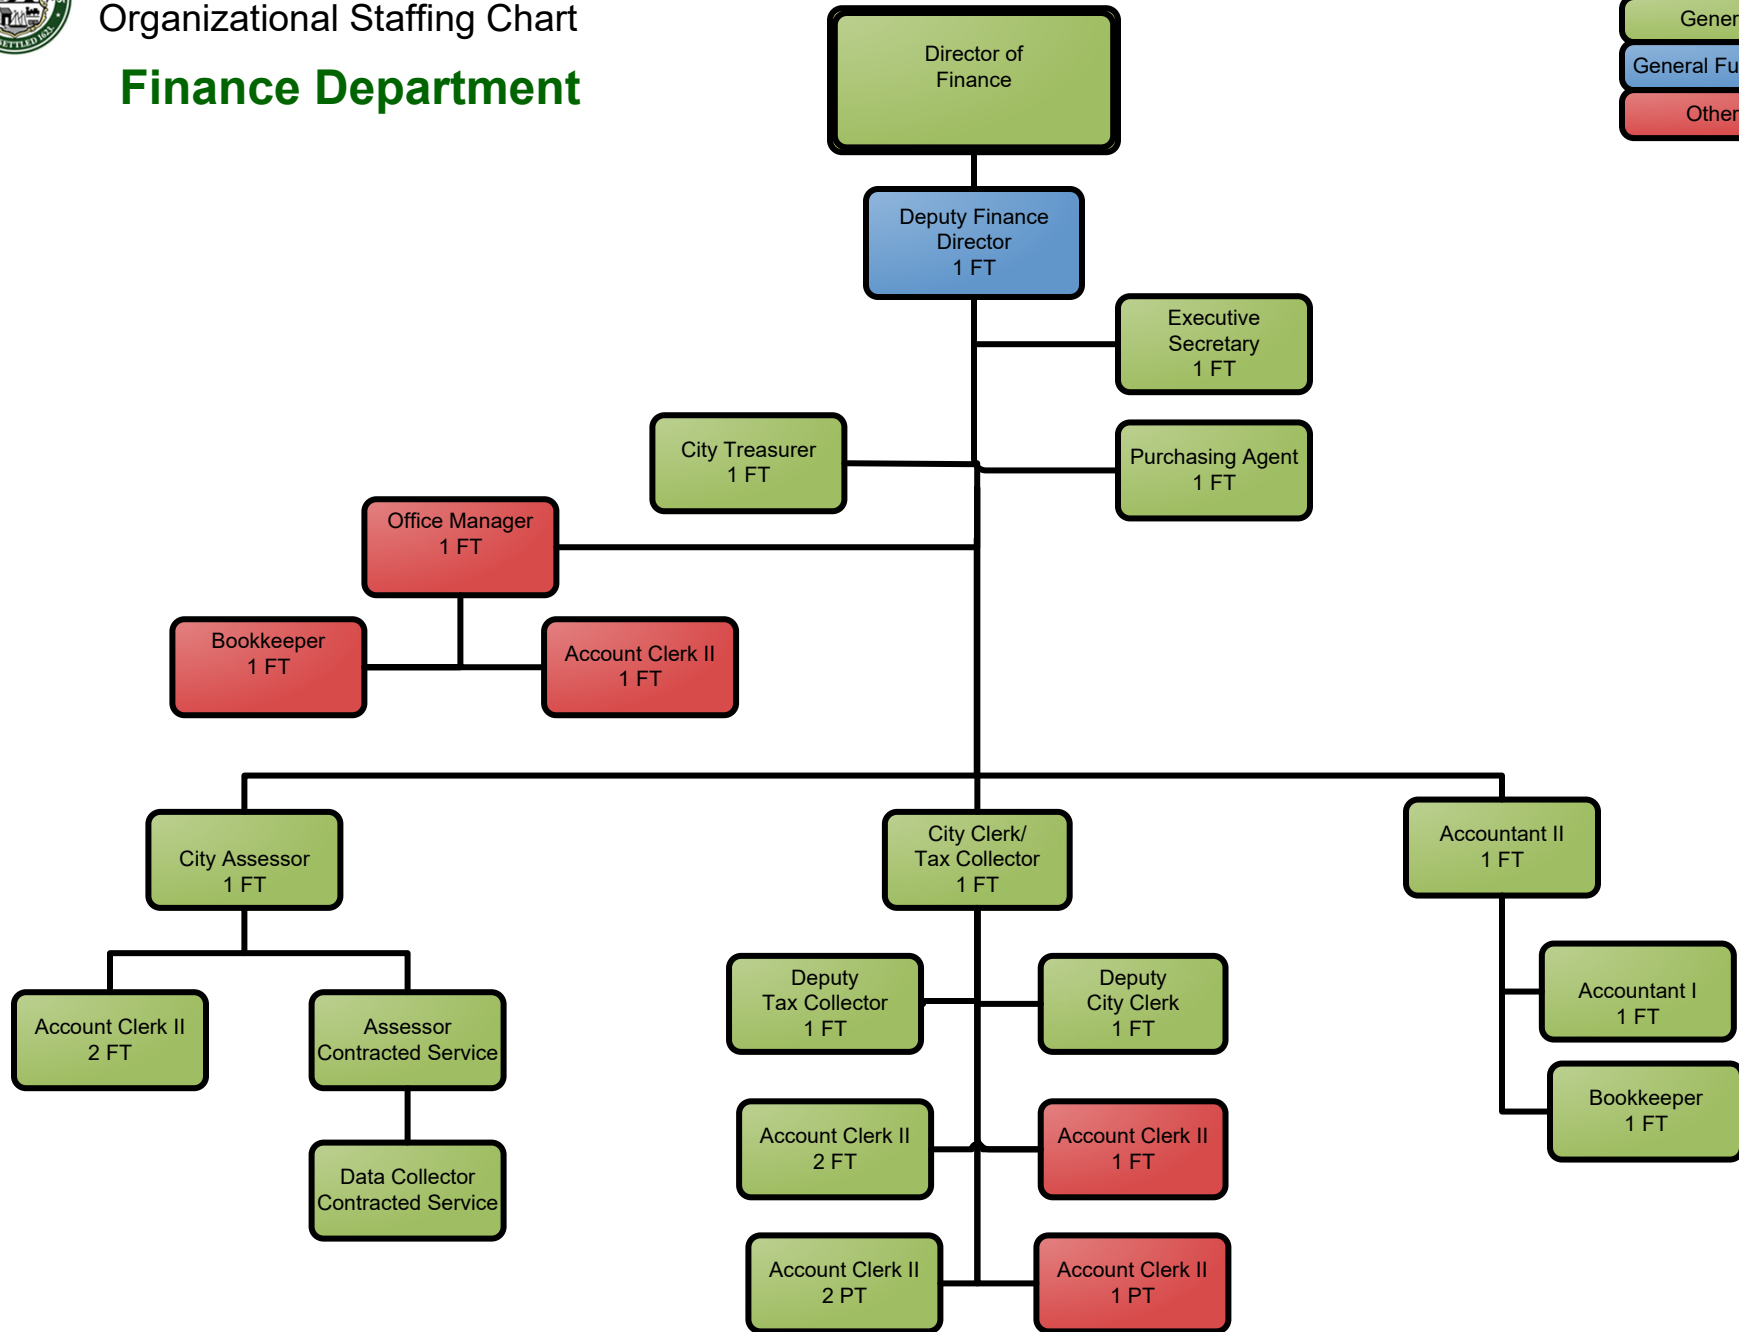 Organizational Staffing Chart
Finance Department
SETTLED 1623
Director of
Finance
General Fu
Other
Deputy Finance
Director
1 FT
Executive
Secretary
1 FT
City Treasurer
1 FT
Purchasing Agent
1 FT
Office Manager
1 FT
Bookkeeper
1 FT
Account Clerk II
1 FT
City Assessor
1 FT
City Clerk/
Tax Collector
1 FT
Accountant II
1 FT
Account Clerk II
2 FT
Assessor
Contracted Service
Data Collector
Contracted Service
Deputy
Tax Collector
1 FT
Deputy
City Clerk
1 FT
Accountant I
1 FT
Bookkeeper
1 FT
Account Clerk II
2 FT
Account Clerk II
1 FT
Account Clerk II
2 PT
Account Clerk II
1 PT